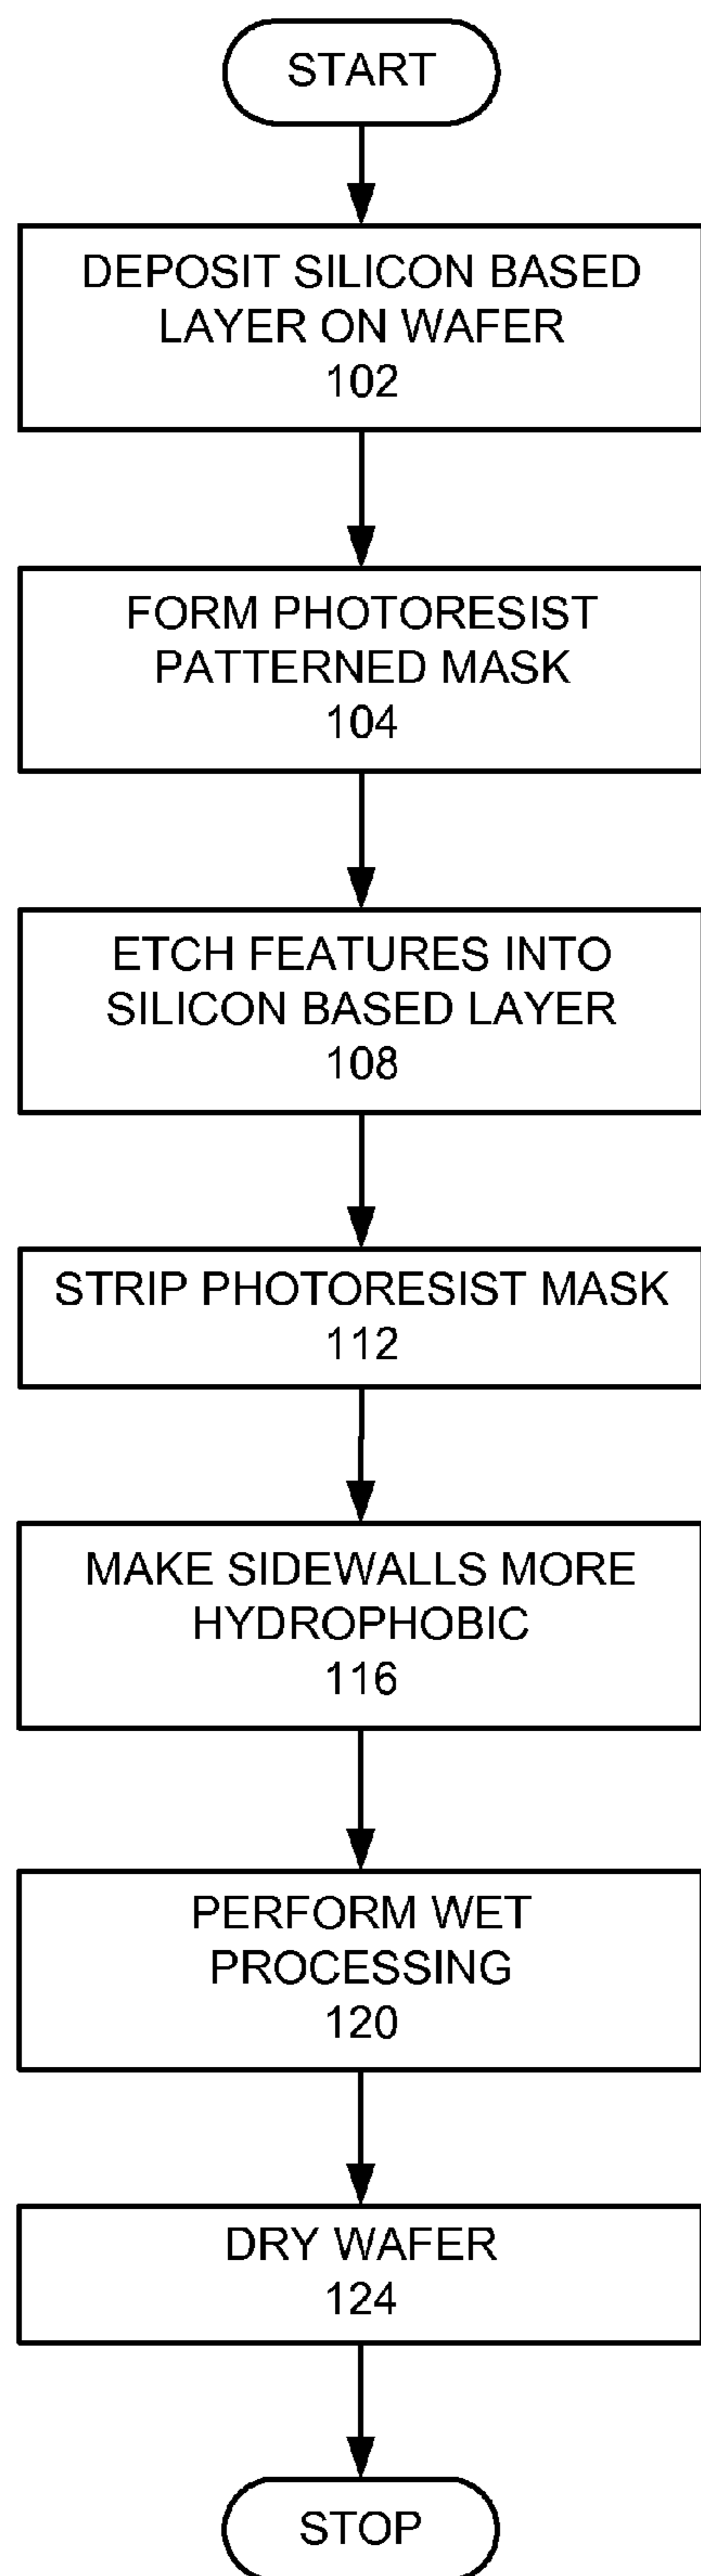 START
DEPOSIT SILICON BASED
LAYER ON WAFER
102
FORM PHOTORESIST
PATTERNED MASK
104
ETCH FEATURES INTO
SILICON BASED LAYER
108
STRIP PHOTORESIST MASK
112
MAKE SIDEWALLS MORE
HYDROPHOBIC
116
PERFORM WET
PROCESSING
120
DRY WAFER
124
STOP